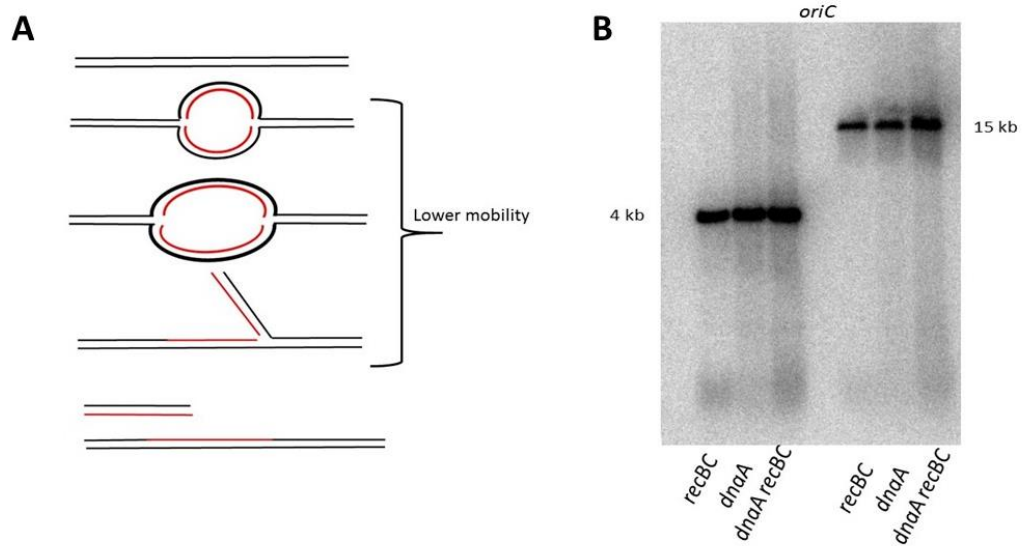 A
Lower mobility
B
oriC
4 kb
15 kb
recBC
dnaA
dnaA recBC
recBC
dnaA
dnaA recBC